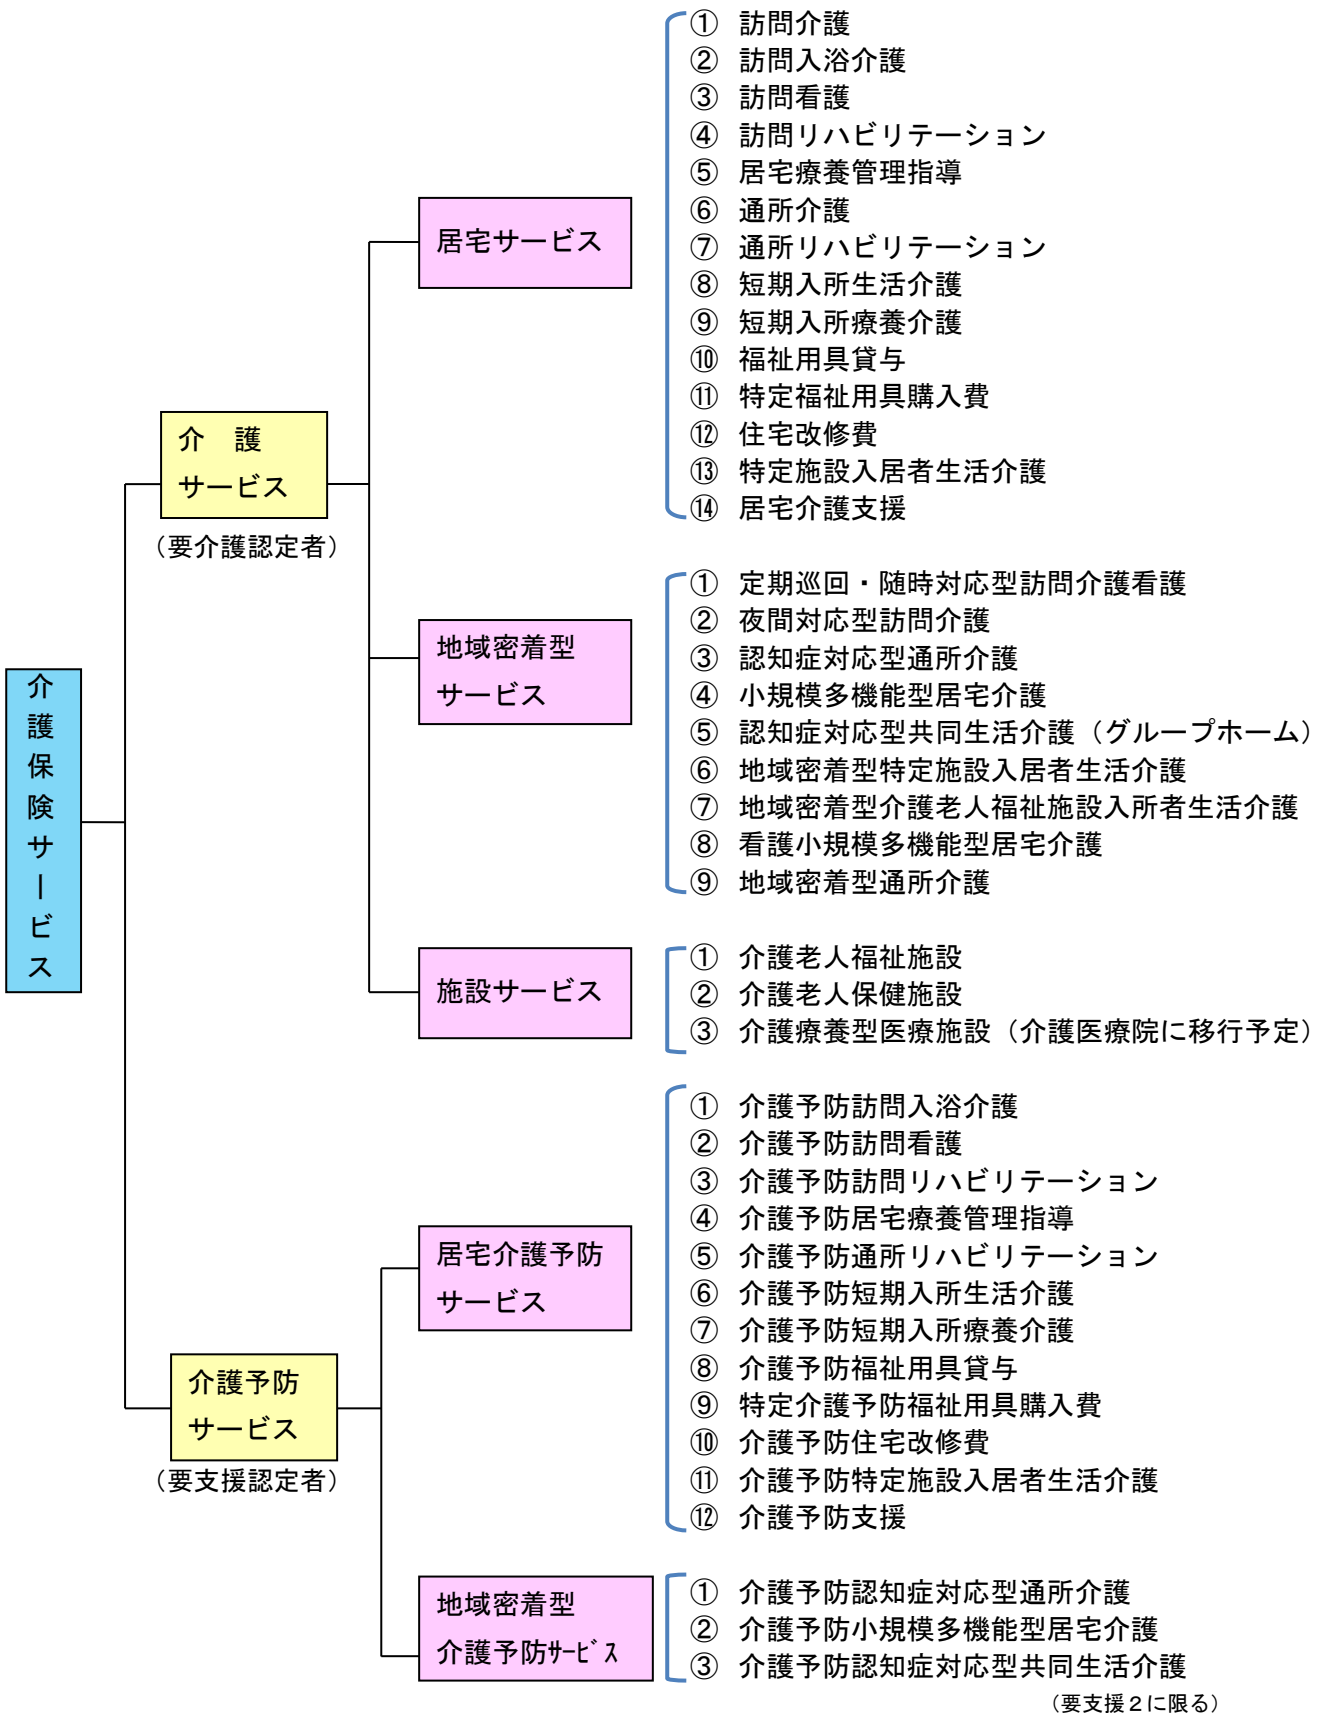 介護保険サービス
介　護
サービス
（要介護認定者）
居宅サービス
① 訪問介護
② 訪問入浴介護
③ 訪問看護
④ 訪問リハビリテーション
⑤ 居宅療養管理指導
⑥ 通所介護
⑦ 通所リハビリテーション
⑧ 短期入所生活介護
⑨ 短期入所療養介護
⑩ 福祉用具貸与
⑪ 特定福祉用具購入費
⑫ 住宅改修費
⑬ 特定施設入居者生活介護
⑭ 居宅介護支援
地域密着型
サービス
① 定期巡回・随時対応型訪問介護看護
② 夜間対応型訪問介護
③ 認知症対応型通所介護
④ 小規模多機能型居宅介護
⑤ 認知症対応型共同生活介護（グループホーム）
⑥ 地域密着型特定施設入居者生活介護
⑦ 地域密着型介護老人福祉施設入所者生活介護
⑧ 看護小規模多機能型居宅介護
⑨ 地域密着型通所介護
施設サービス
① 介護老人福祉施設
② 介護老人保健施設
③ 介護療養型医療施設（介護医療院に移行予定）
介護予防
サービス
（要支援認定者）
居宅介護予防
サービス
① 介護予防訪問入浴介護
② 介護予防訪問看護
③ 介護予防訪問リハビリテーション
④ 介護予防居宅療養管理指導
⑤ 介護予防通所リハビリテーション
⑥ 介護予防短期入所生活介護
⑦ 介護予防短期入所療養介護
⑧ 介護予防福祉用具貸与
⑨ 特定介護予防福祉用具購入費
⑩ 介護予防住宅改修費
⑪ 介護予防特定施設入居者生活介護
⑫ 介護予防支援
地域密着型
介護予防ｻｰﾋﾞｽ
① 介護予防認知症対応型通所介護
② 介護予防小規模多機能型居宅介護
③ 介護予防認知症対応型共同生活介護
（要支援２に限る）